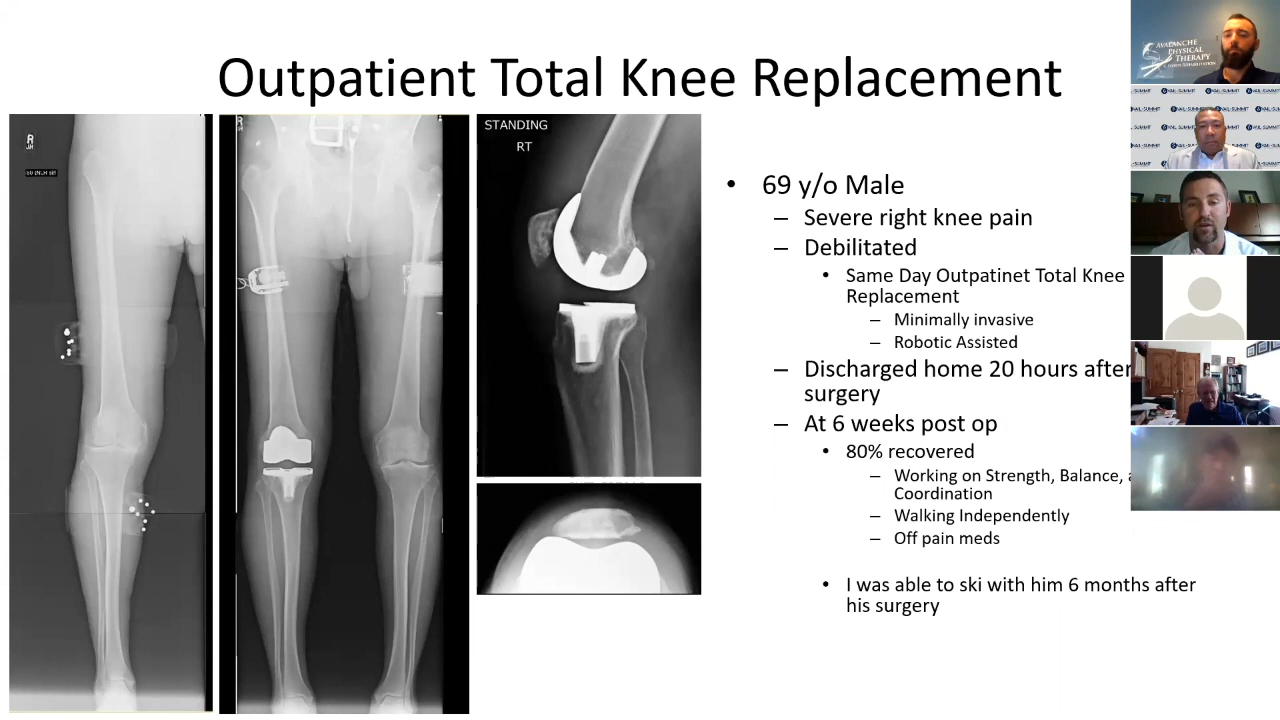 Outpatient Total Knee Replacement
R
STANDING
RT
R
• 69 y/o Male
– Severe right knee pain
– Debilitated
• Same Day Outpatinet Total Knee
Replacement
– Minimally invasive
– Robotic Assisted
– Discharged home 20 hours after
surgery
– At 6 weeks post op
• 80% recovered
– Working on Strength, Balance, a
Coordination
– Walking Independently
– Off pain meds
• I was able to ski with him 6 months after
his surgery
AVALANCHE
PHYSICAL
THERAPY
VAIL-SUMMIT